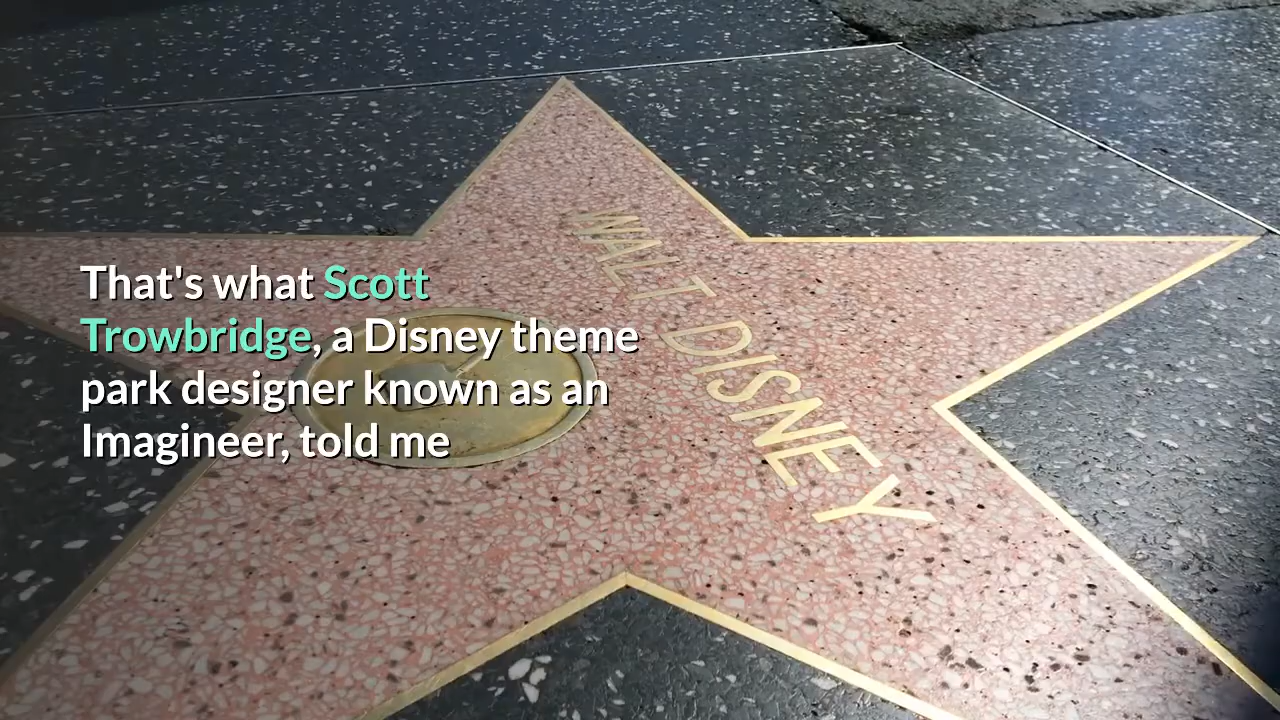 WALT DISNEY
That's what Scott
Trowbridge, a Disney theme
park designer known as an
Imagineer, told me